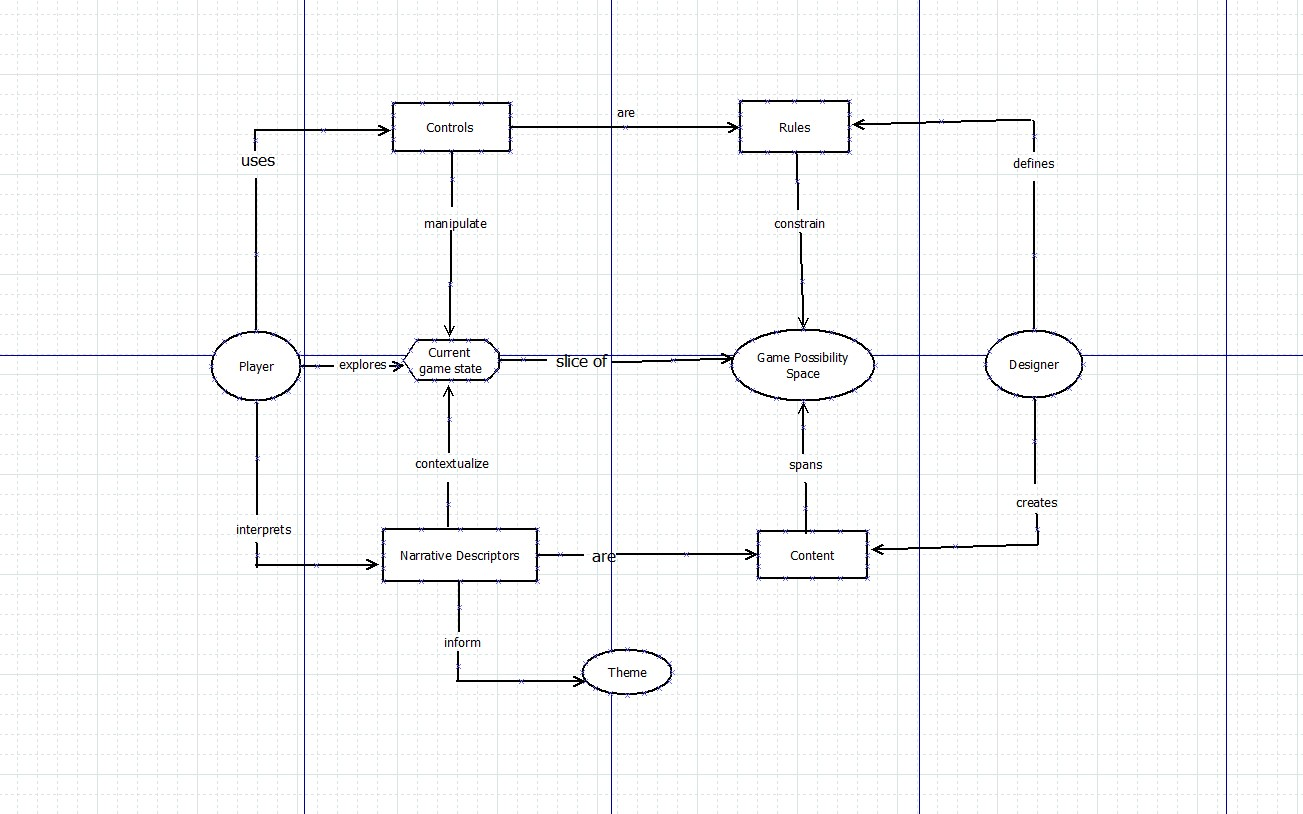 are
Controls
Rules
uses
defines
manipulate
constrain
Current
game state
Game Possibility
Space
slice of
Player
explores
Designer
contextualize
spans
creates
interprets
Narrative Descriptors
are
Content
inform
Theme